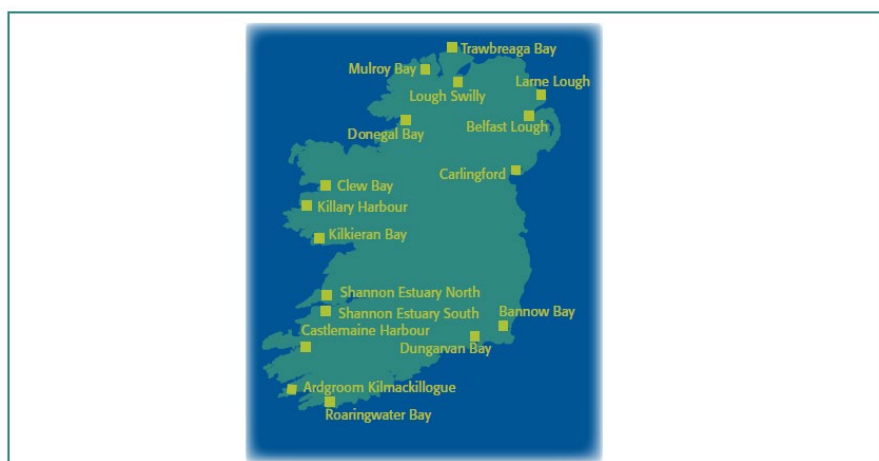 Trawbreaga Bay
Mulroy Bay
Lough Swilly
Larne Lough
Donegal Bay
Belfast Lough
Carlingford
Clew Bay
Killary Harbour
Kilkieran Bay
Shannon Estuary North
Shannon Estuary South
Bannow Bay
Castlemaine Harbour
Dungarvan Bay
Ardgroom Kilmackillogue
Roaringwater Bay